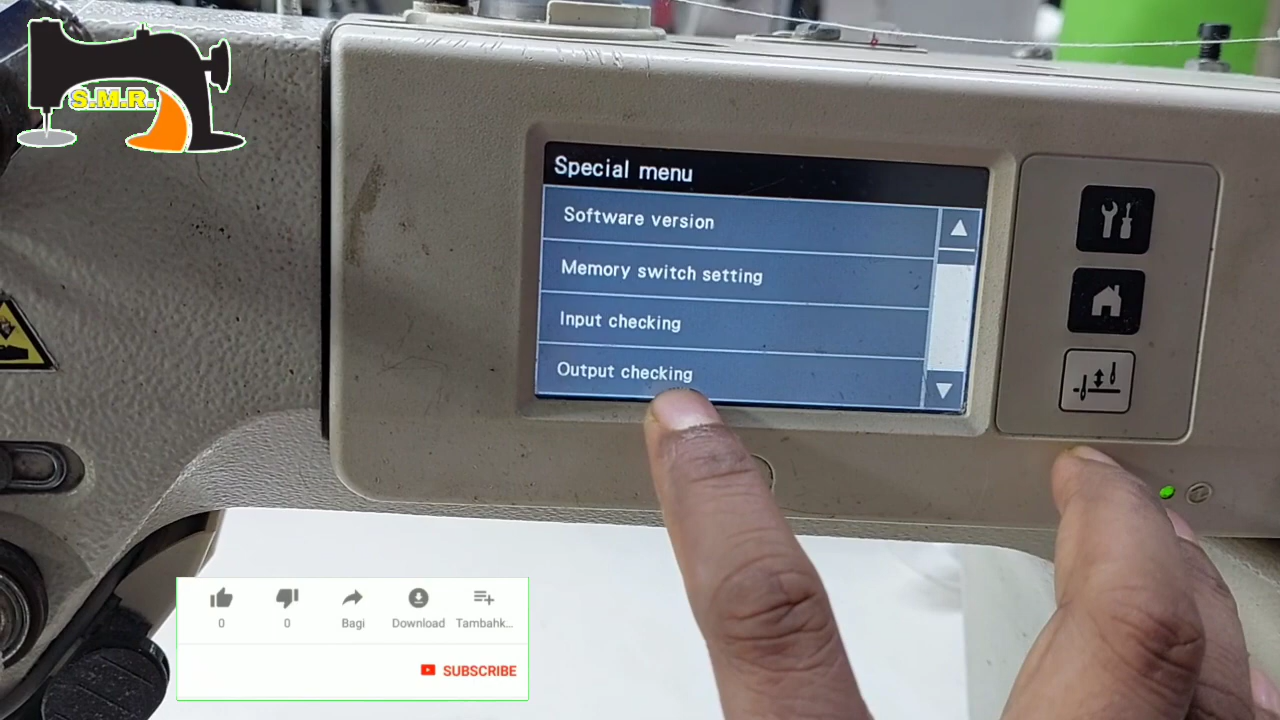 S.M.R.
Special menu
Software version
Memory switch setting
Input checking
Output checking
0 0 Bagi Download Tambahk...
SUBSCRIBE